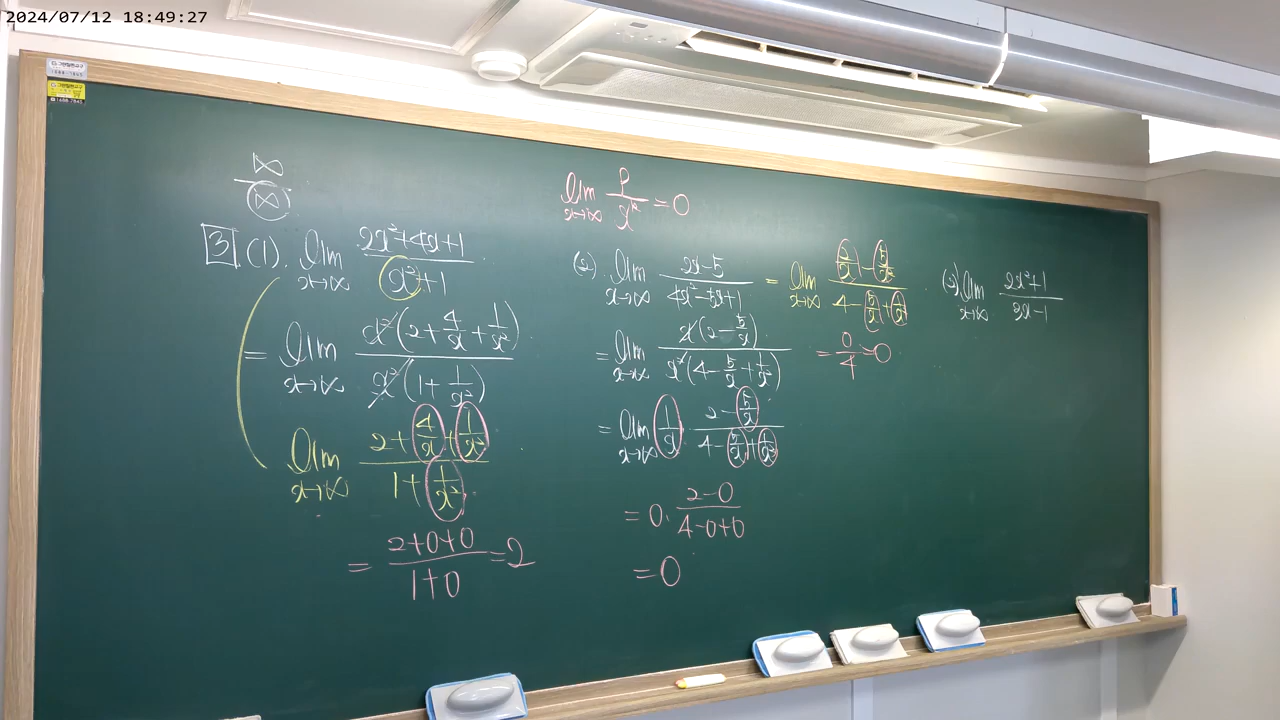 2024/07/12 18:49:27
1688-7845
1688-7845
∞/∞
lim x→∞ p/xⁿ = 0
3 (1). lim x→∞ (2x²+4x+1)/(x²+1)
= lim x→∞ x²(2+4/x+1/x²)/x²(1+1/x²)
lim x→∞ (2+4/x+1/x²)/(1+1/x²)
= (2+0+0)/(1+0) = 2
(2) lim x→∞ (2x-5)/(4x²-5x+1) = lim x→∞ (2/x-5/x²)/(4-5/x+1/x²)
= lim x→∞ x(2-5/x)/x²(4-5/x+1/x²) = 0/4 = 0
= lim x→∞ 1/x · (2-5/x)/(4-5/x+1/x²)
= 0 · (2-0)/(4-0+0)
= 0
(3) lim x→∞ (2x²+1)/(3x-1)